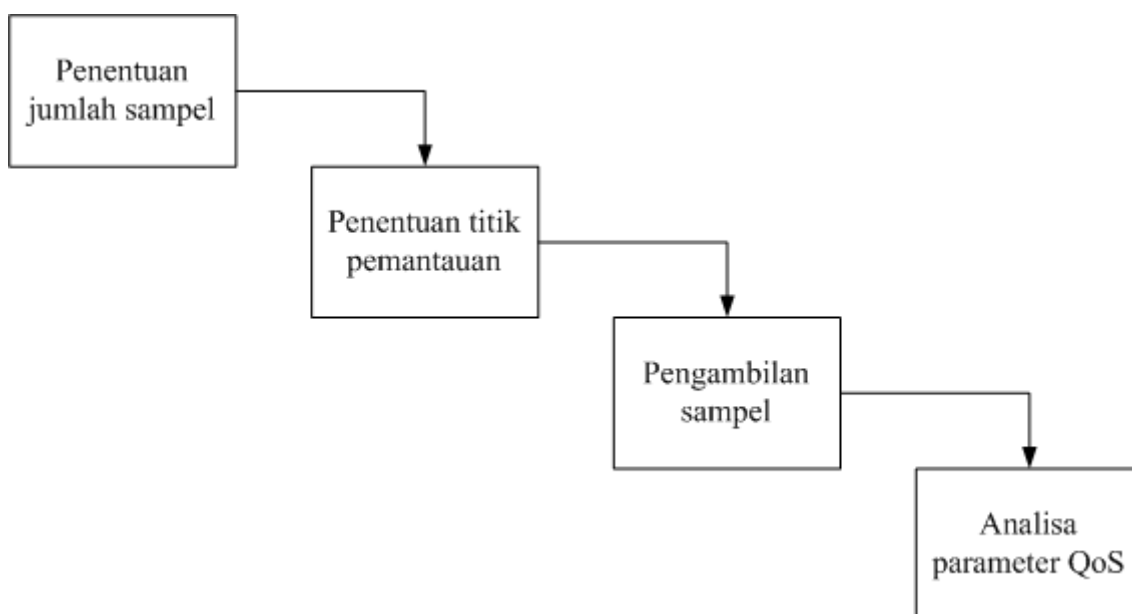 Penentuan
jumlah sampel
Penentuan titik
pemantauan
Pengambilan
sampel
Analisa
parameter QoS